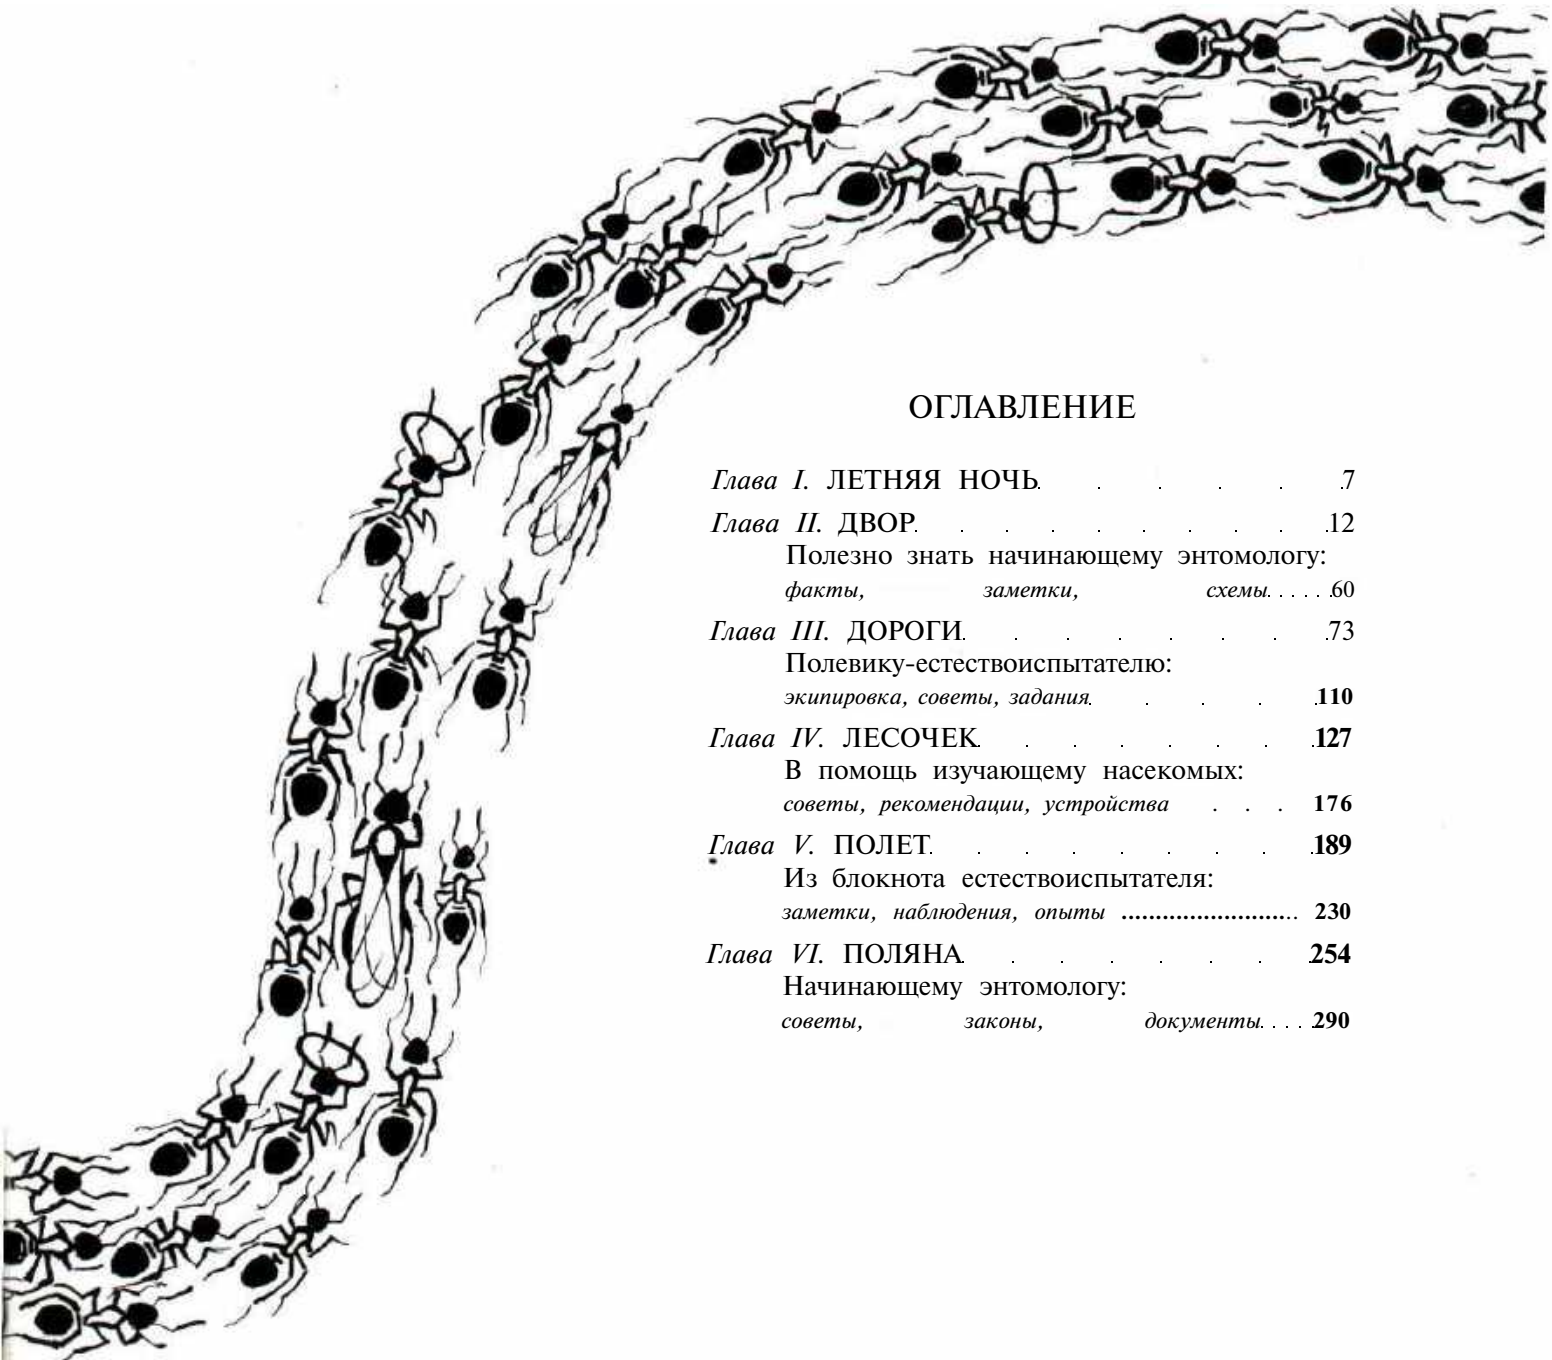 ОГЛАВЛЕНИЕ
Глава I. ЛЕТНЯЯ НОЧЬ. . . . . .7
Глава II. ДВОР. . . . . . . . . .12
Полезно знать начинающему энтомологу:
факты, заметки, схемы. . . . . .60
Глава III. ДОРОГИ. . . . . . . .73
Полевику-естествоиспытателю:
экипировка, советы, задания. . . . .110
Глава IV. ЛЕСОЧЕК. . . . . . . .127
В помощь изучающему насекомых:
советы, рекомендации, устройства . . . 176
Глава V. ПОЛЕТ. . . . . . . . .189
Из блокнота естествоиспытателя:
заметки, наблюдения, опыты .......................... 230
Глава VI. ПОЛЯНА. . . . . . . .254
Начинающему энтомологу:
советы, законы, документы. . . . .290